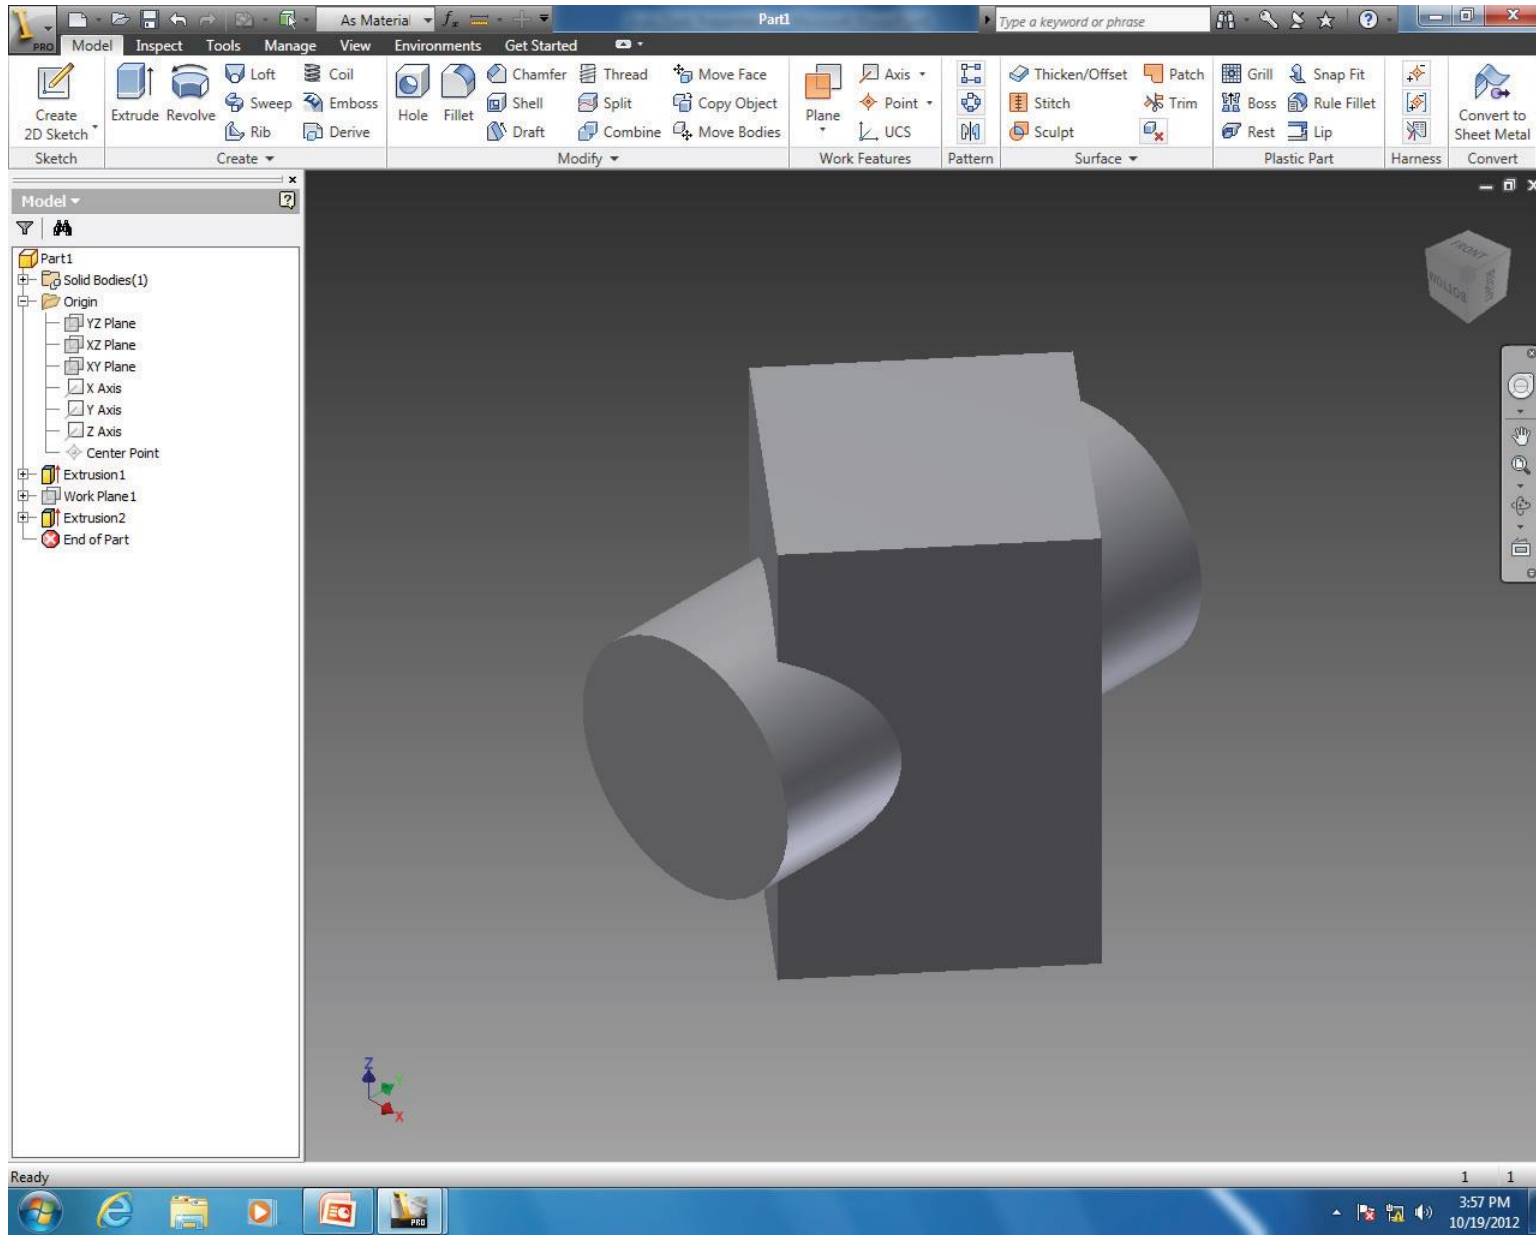 As Material Part1 Type a keyword or phrase
PRO Model Inspect Tools Manage View Environments Get Started
Create 2D Sketch
Extrude Revolve
Loft Coil
Sweep Emboss
Rib Derive
Hole Fillet
Chamfer Thread Move Face
Shell Split Copy Object
Draft Combine Move Bodies
Plane
Axis
Point
UCS
Thicken/Offset Patch
Stitch Trim
Sculpt
Grill Snap Fit
Boss Rule Fillet
Rest Lip
Convert to
Sheet Metal
Sketch Create Modify Work Features Pattern Surface Plastic Part Harness Convert
Model
Part1
Solid Bodies(1)
Origin
YZ Plane
XZ Plane
XY Plane
X Axis
Y Axis
Z Axis
Center Point
Extrusion1
Work Plane1
Extrusion2
End of Part
FRONT
BOTTOM RIGHT
Z
Y
X
Ready 1 1
PRO
3:57 PM
10/19/2012